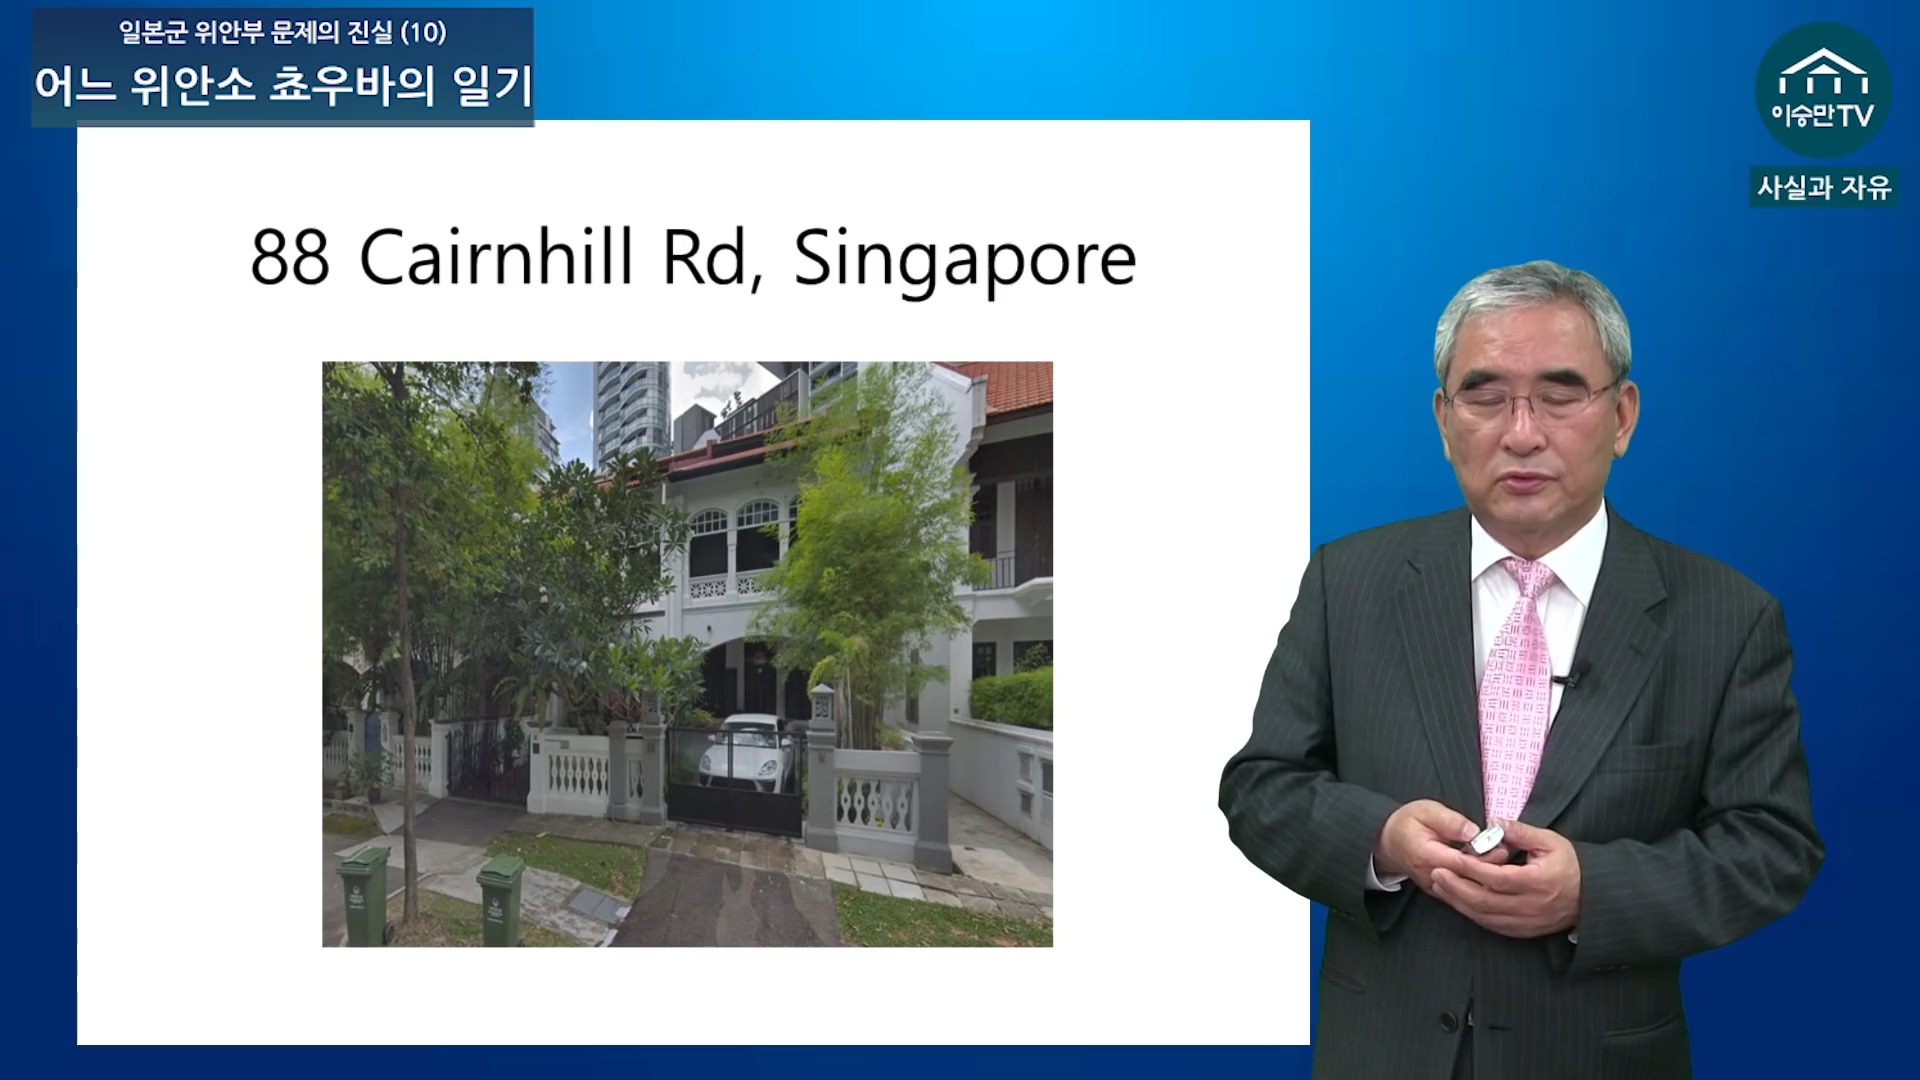 일본군 위안부 문제의 진실 (10)
어느 위안소 쵸우바의 일기
이승만TV
사실과 자유
88 Cairnhill Rd, Singapore